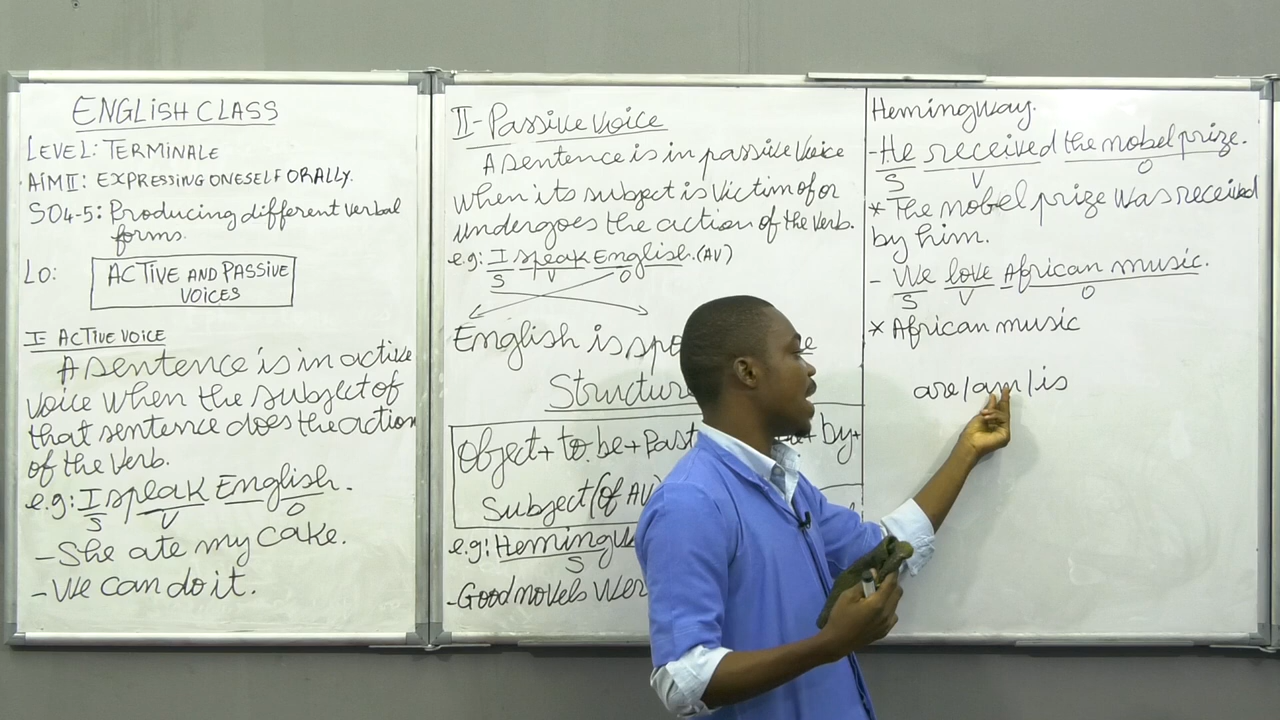 ENGLISH CLASS
LEVEL: TERMINALE
AIM II: EXPRESSING ONESELF ORALLY.
SO4-5: Producing different verbal
forms.
LO: ACTIVE AND PASSIVE
VOICES
I- ACTIVE VOICE
A sentence is in active
voice when the subject of
that sentence does the action
of the verb.
e.g: I speak English.
S V O
- She ate my cake.
- We can do it.
II- Passive voice
A sentence is in passive voice
when its subject is victim of or
undergoes the action of the verb.
e.g: I speak English. (AV)
S V O
English is
Structure
Object + to be + Past by +
Subject (of AV)
e.g:
S
- Good novels
Hemingway.
- He received the nobel prize.
S V O
* The nobel prize was received
by him.
- We love African music.
S V O
* African music
are/am/is